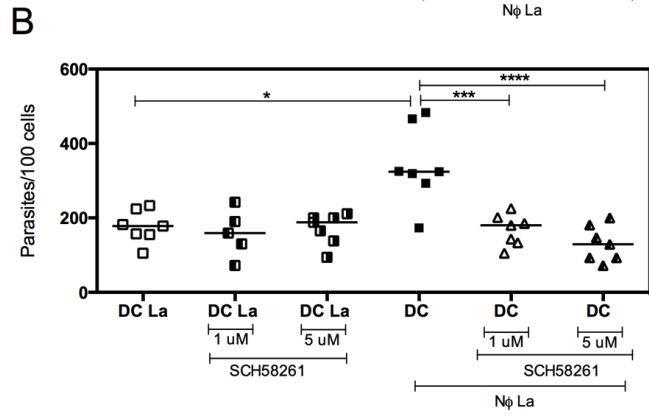 Nφ La
B
****
*
***
Parasites/100 cells
600
400
200
0
DC La DC La DC La DC DC DC
1 uM 5 uM 1 uM 5 uM
SCH58261 SCH58261
Nφ La